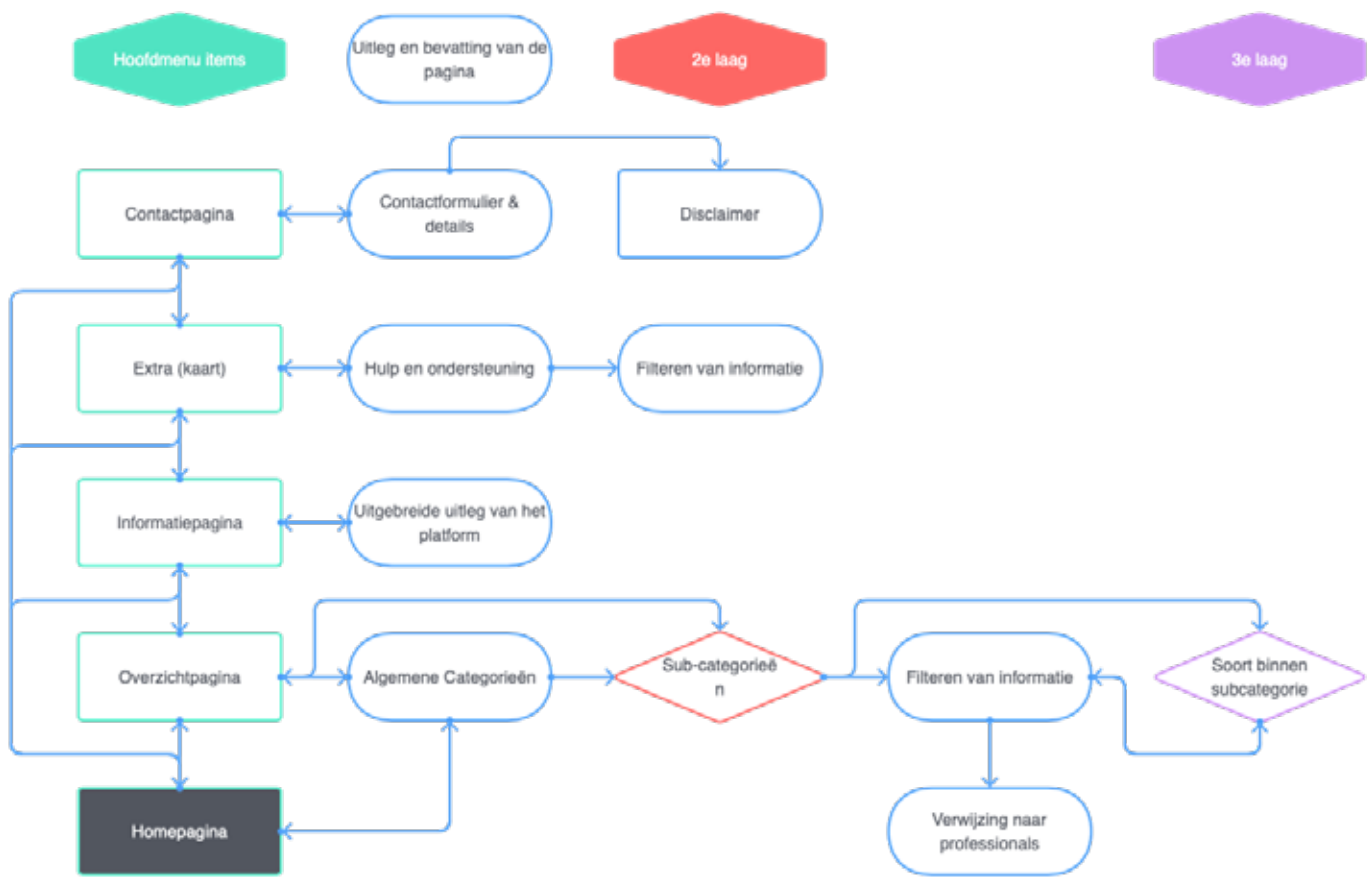 Hoofdmenu items
Uitleg en bevatting van de
pagina
2e laag
3e laag
Contactpagina
Contactformulier &
details
Disclaimer
Extra (kaart)
Hulp en ondersteuning
Filteren van informatie
Informatiepagina
Uitgebreide uitleg van het
platform
Overzichtpagina
Algemene Categorieën
Sub-categorieë
n
Filteren van informatie
Soort binnen
subcategorie
Homepagina
Verwijzing naar
professionals